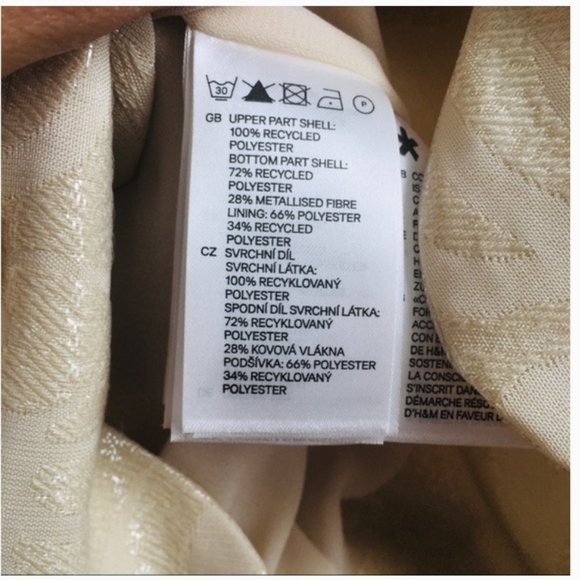 30
P
GB UPPER PART SHELL:
100% RECYCLED
POLYESTER
BOTTOM PART SHELL:
72% RECYCLED
POLYESTER
28% METALLISED FIBRE
LINING: 66% POLYESTER
34% RECYCLED
POLYESTER
CZ SVRCHNÍ DÍL
SVRCHNÍ LÁTKA:
100% RECYKLOVANÝ
POLYESTER
SPODNÍ DÍL SVRCHNÍ LÁTKA:
72% RECYKLOVANÝ
POLYESTER
28% KOVOVÁ VLÁKNA
PODŠÍVKA: 66% POLYESTER
34% RECYKLOVANÝ
POLYESTER
CON E
DE H&M
SOSTEN
LA CONSC
S'INSCRIT DAN
DÉMARCHE RES
D'H&M EN FAVEUR D